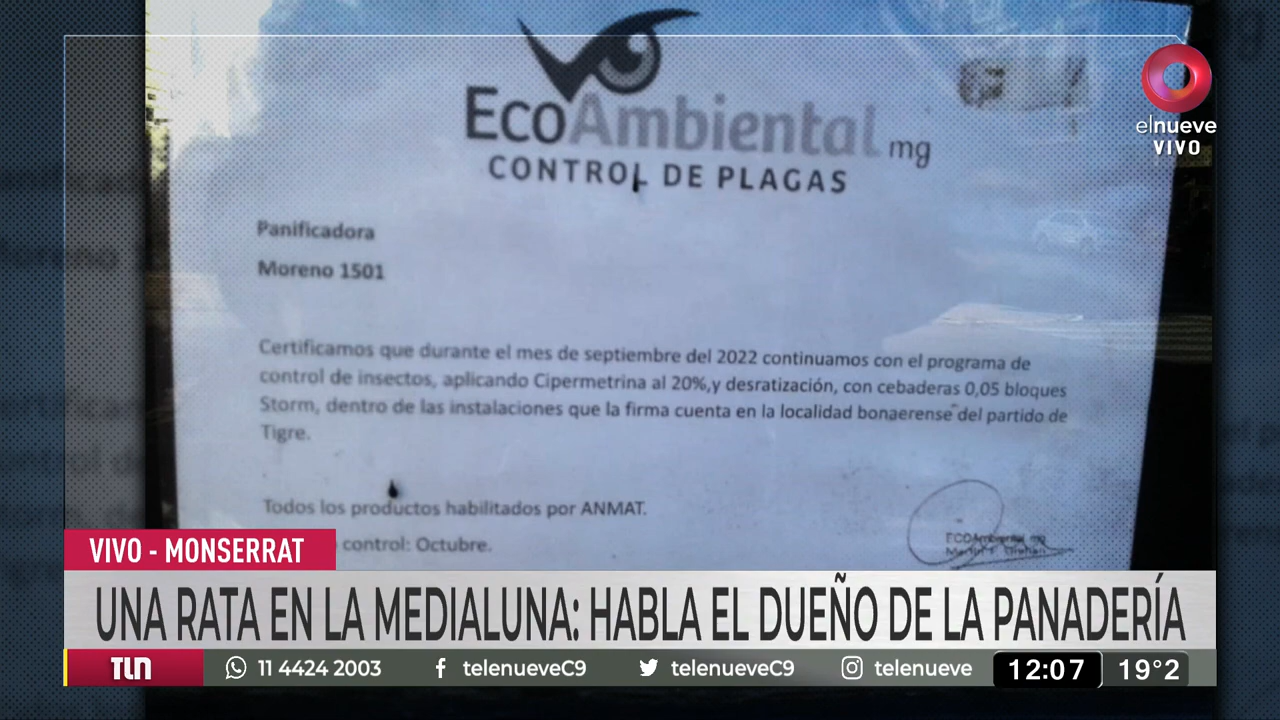 EcoAmbiental mg
CONTROL DE PLAGAS
elnueve
VIVO
Panificadora
Moreno 1501
Certificamos que durante el mes de septiembre del 2022 continuamos con el programa de
control de insectos, aplicando Cipermetrina al 20%,y desratización, con cebaderas 0,05 bloques
Storm, dentro de las instalaciones que la firma cuenta en la localidad bonaerense del partido de
Tigre.
Todos los productos habilitados por ANMAT.
control: Octubre.
ECOAmbiental mg
VIVO - MONSERRAT
UNA RATA EN LA MEDIALUNA: HABLA EL DUEÑO DE LA PANADERÍA
TLN
11 4424 2003
telenueveC9
telenueveC9
telenueve
12:07
19°2